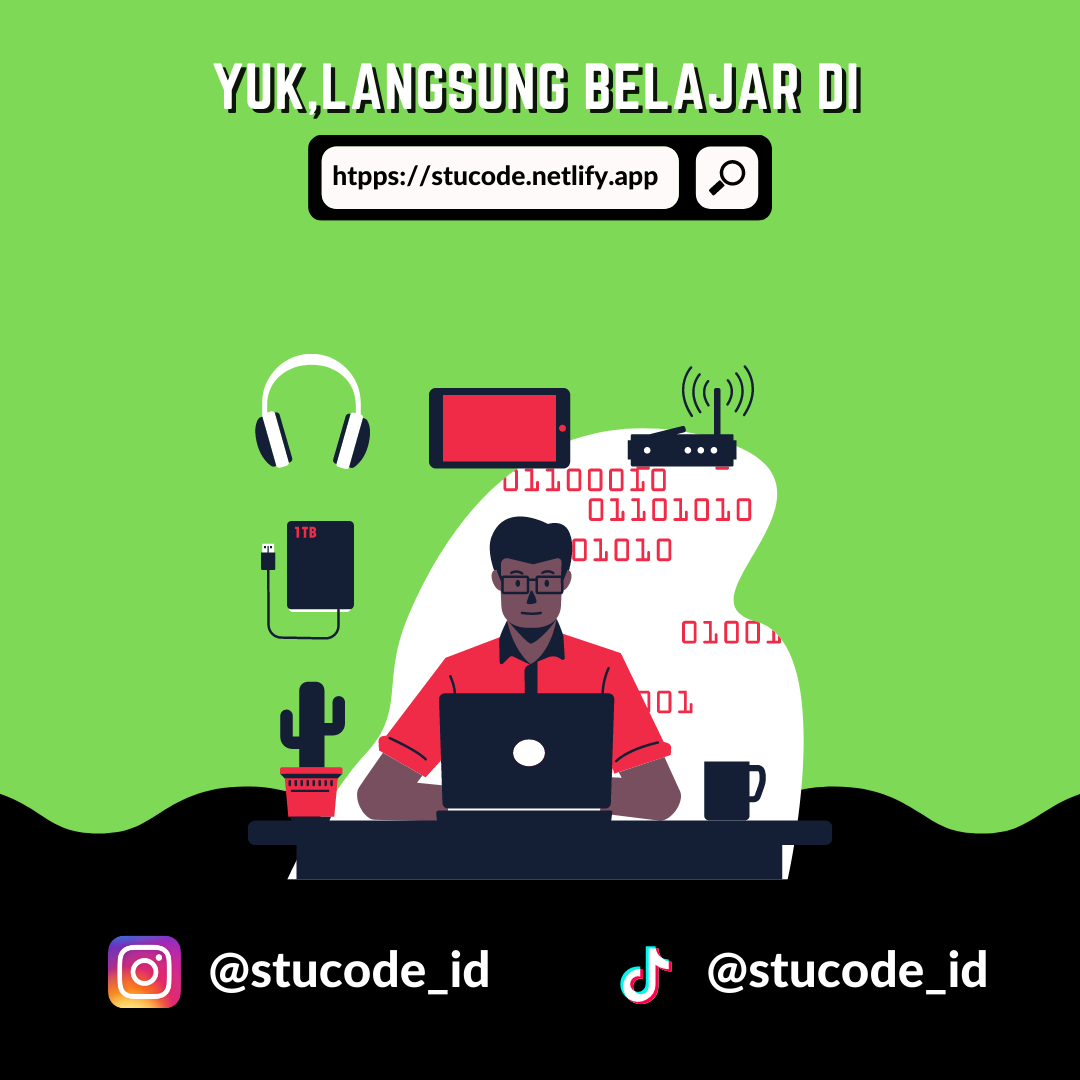 YUK,LANGSUNG BELAJAR DI
htpps://stucode.netlify.app
01100010
01101010
01010
1TB
01001
001
@stucode_id
@stucode_id